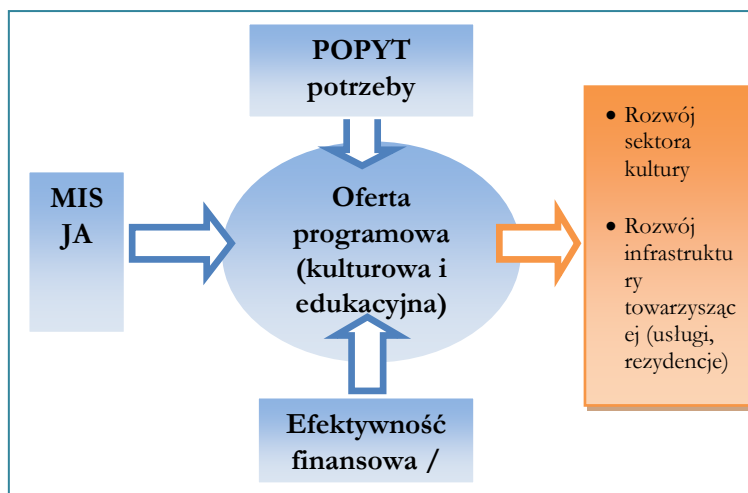 POPYT
potrzeby
MIS
JA
Oferta
programowa
(kulturowa i
edukacyjna)
Efektywność
finansowa /
• Rozwój
sektora
kultury
• Rozwój
infrastruktu
ry
towarzysząc
ej (usługi,
rezydencje)